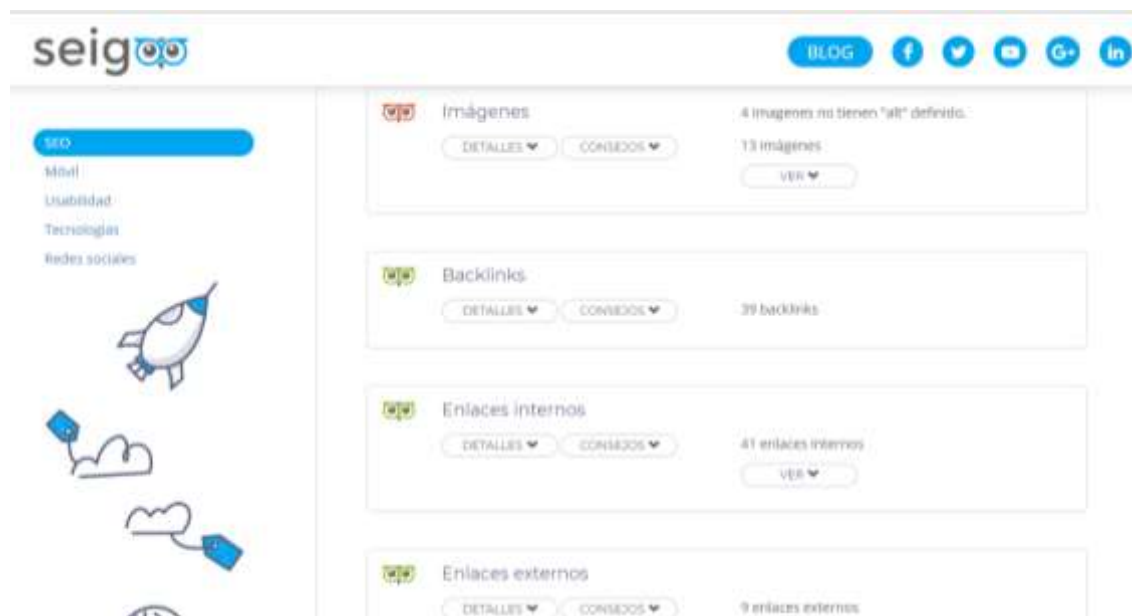 seigoo
BLOG
SEO
Móvil
Usabilidad
Tecnologías
Redes sociales
Imágenes
DETALLES
CONSEJOS
4 imagenes no tienen "alt" definido.
13 imágenes
VER
Backlinks
DETALLES
CONSEJOS
39 backlinks
Enlaces internos
DETALLES
CONSEJOS
41 enlaces internos
VER
Enlaces externos
DETALLES
CONSEJOS
9 enlaces externos